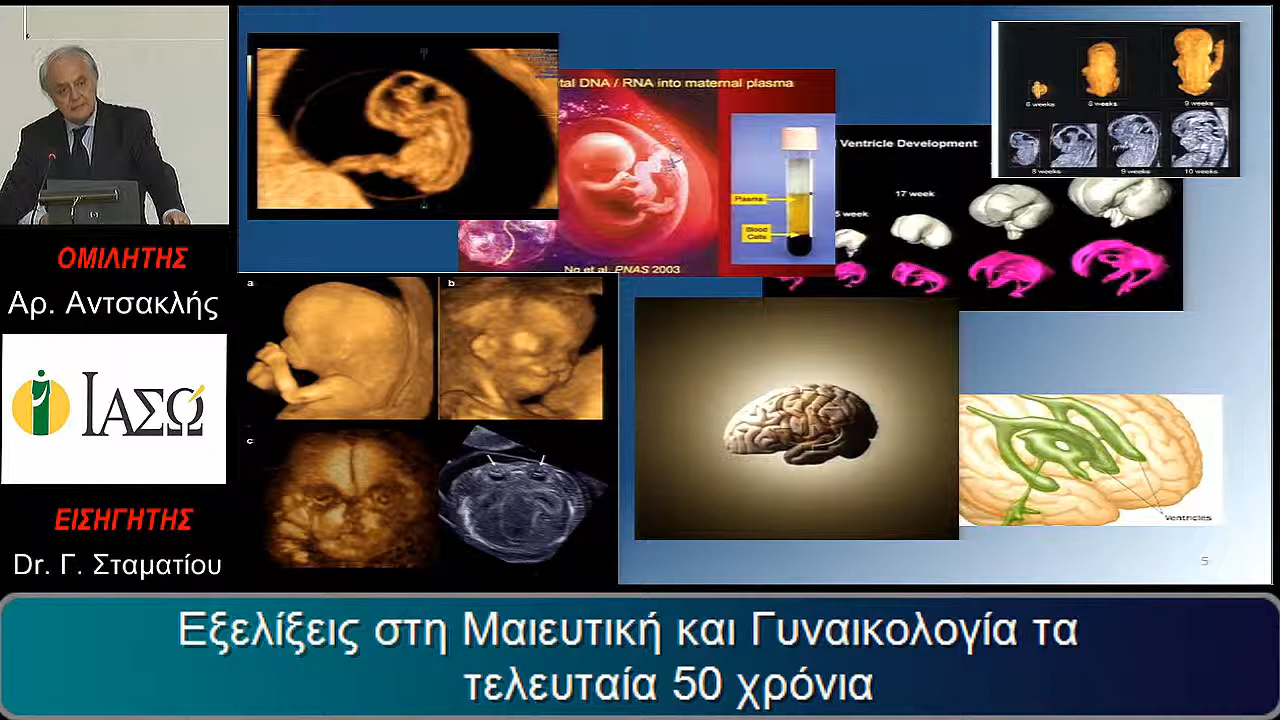 ΟΜΙΛΗΤΗΣ
Αρ. Αντσακλής
ΙΑΣΩ
ΕΙΣΗΓΗΤΗΣ
Dr. Γ. Σταματίου
tal DNA / RNA into maternal plasma
Plasma
Blood
Cells
Ng et al. PNAS 2003
Ventricle Development
17 week
week
6 weeks
9 weeks
8 weeks
9 weeks
10 weeks
a
b
c
Ventricles
5
Εξελίξεις στη Μαιευτική και Γυναικολογία τα
τελευταία 50 χρόνια